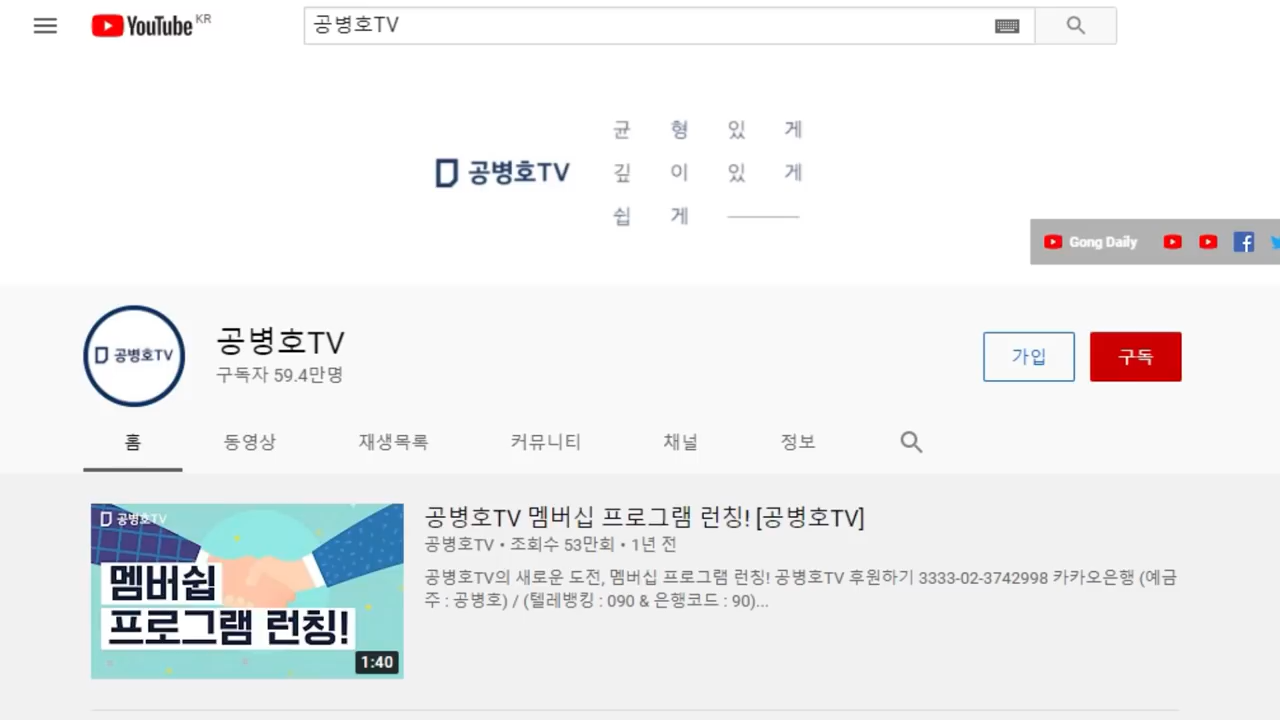 YouTube KR
공병호TV
균형있게
공병호TV
깊이있게
쉽게
Gong Daily
공병호TV
공병호TV
구독자 59.4만명
가입
구독
홈
동영상
재생목록
커뮤니티
채널
정보
공병호TV
멤버쉽
프로그램 런칭!
1:40
공병호TV 멤버십 프로그램 런칭! [공병호TV]
공병호TV • 조회수 53만회 • 1년 전
공병호TV의 새로운 도전, 멤버십 프로그램 런칭! 공병호TV 후원하기 3333-02-3742998 카카오은행 (예금
주 : 공병호) / (텔레뱅킹 : 090 & 은행코드 : 90)...